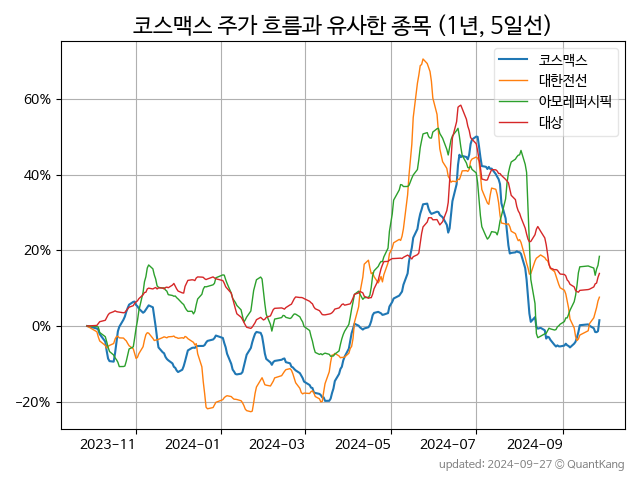 코스맥스 주가 흐름과 유사한 종목 (1년, 5일선)
코스맥스
대한전선
아모레퍼시픽
대상
60%
40%
20%
0%
−20%
2023-11
2024-01
2024-03
2024-05
2024-07
2024-09
updated: 2024-09-27 © QuantKang